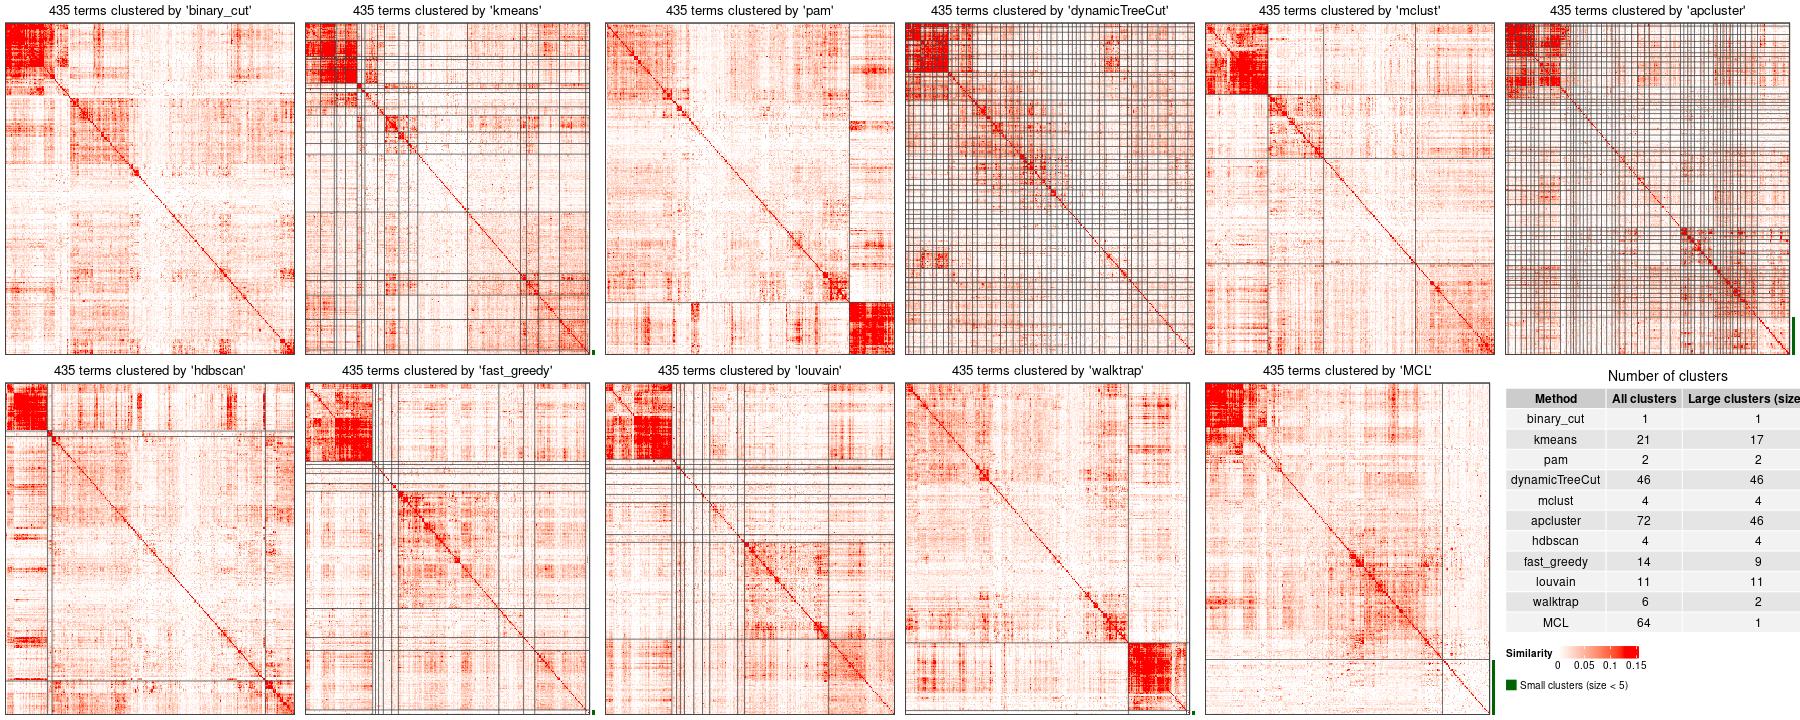 435 terms clustered by 'binary_cut'
435 terms clustered by 'kmeans'
435 terms clustered by 'pam'
435 terms clustered by 'dynamicTreeCut'
435 terms clustered by 'mclust'
435 terms clustered by 'apcluster'
435 terms clustered by 'hdbscan'
435 terms clustered by 'fast_greedy'
435 terms clustered by 'louvain'
435 terms clustered by 'walktrap'
435 terms clustered by 'MCL'
Number of clusters
Method All clusters Large clusters (size
binary_cut 1 1
kmeans 21 17
pam 2 2
dynamicTreeCut 46 46
mclust 4 4
apcluster 72 46
hdbscan 4 4
fast_greedy 14 9
louvain 11 11
walktrap 6 2
MCL 64 1
Similarity
0 0.05 0.1 0.15
Small clusters (size < 5)